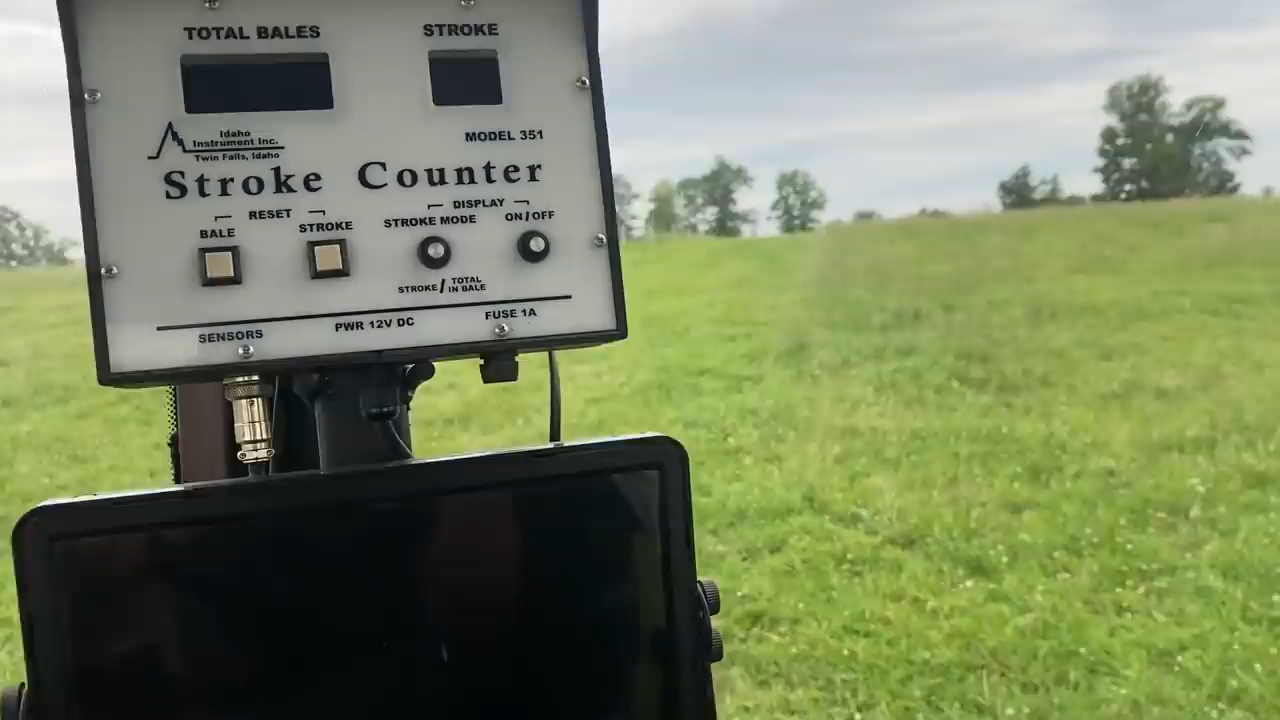 TOTAL BALES
STROKE
Idaho
Instrument Inc.
Twin Falls, Idaho
MODEL 351
Stroke Counter
RESET
DISPLAY
BALE
STROKE
STROKE MODE
ON/OFF
STROKE/TOTAL IN BALE
SENSORS
PWR 12V DC
FUSE 1A